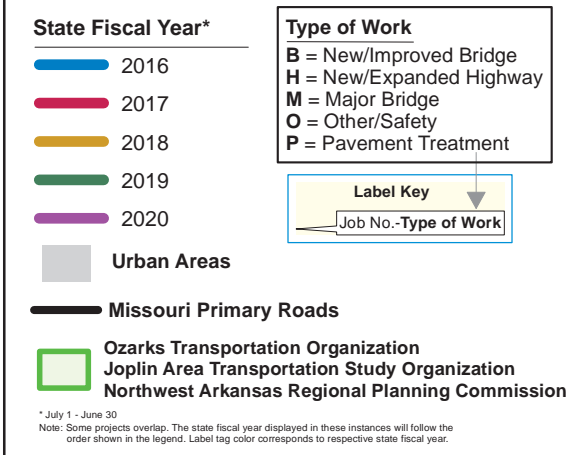 State Fiscal Year*
2016
2017
2018
2019
2020
Urban Areas
Missouri Primary Roads
Ozarks Transportation Organization
Joplin Area Transportation Study Organization
Northwest Arkansas Regional Planning Commission
* July 1 - June 30
Note: Some projects overlap. The state fiscal year displayed in these instances will follow the
order shown in the legend. Label tag color corresponds to respective state fiscal year.
Type of Work
B = New/Improved Bridge
H = New/Expanded Highway
M = Major Bridge
O = Other/Safety
P = Pavement Treatment
Label Key
Job No.-Type of Work